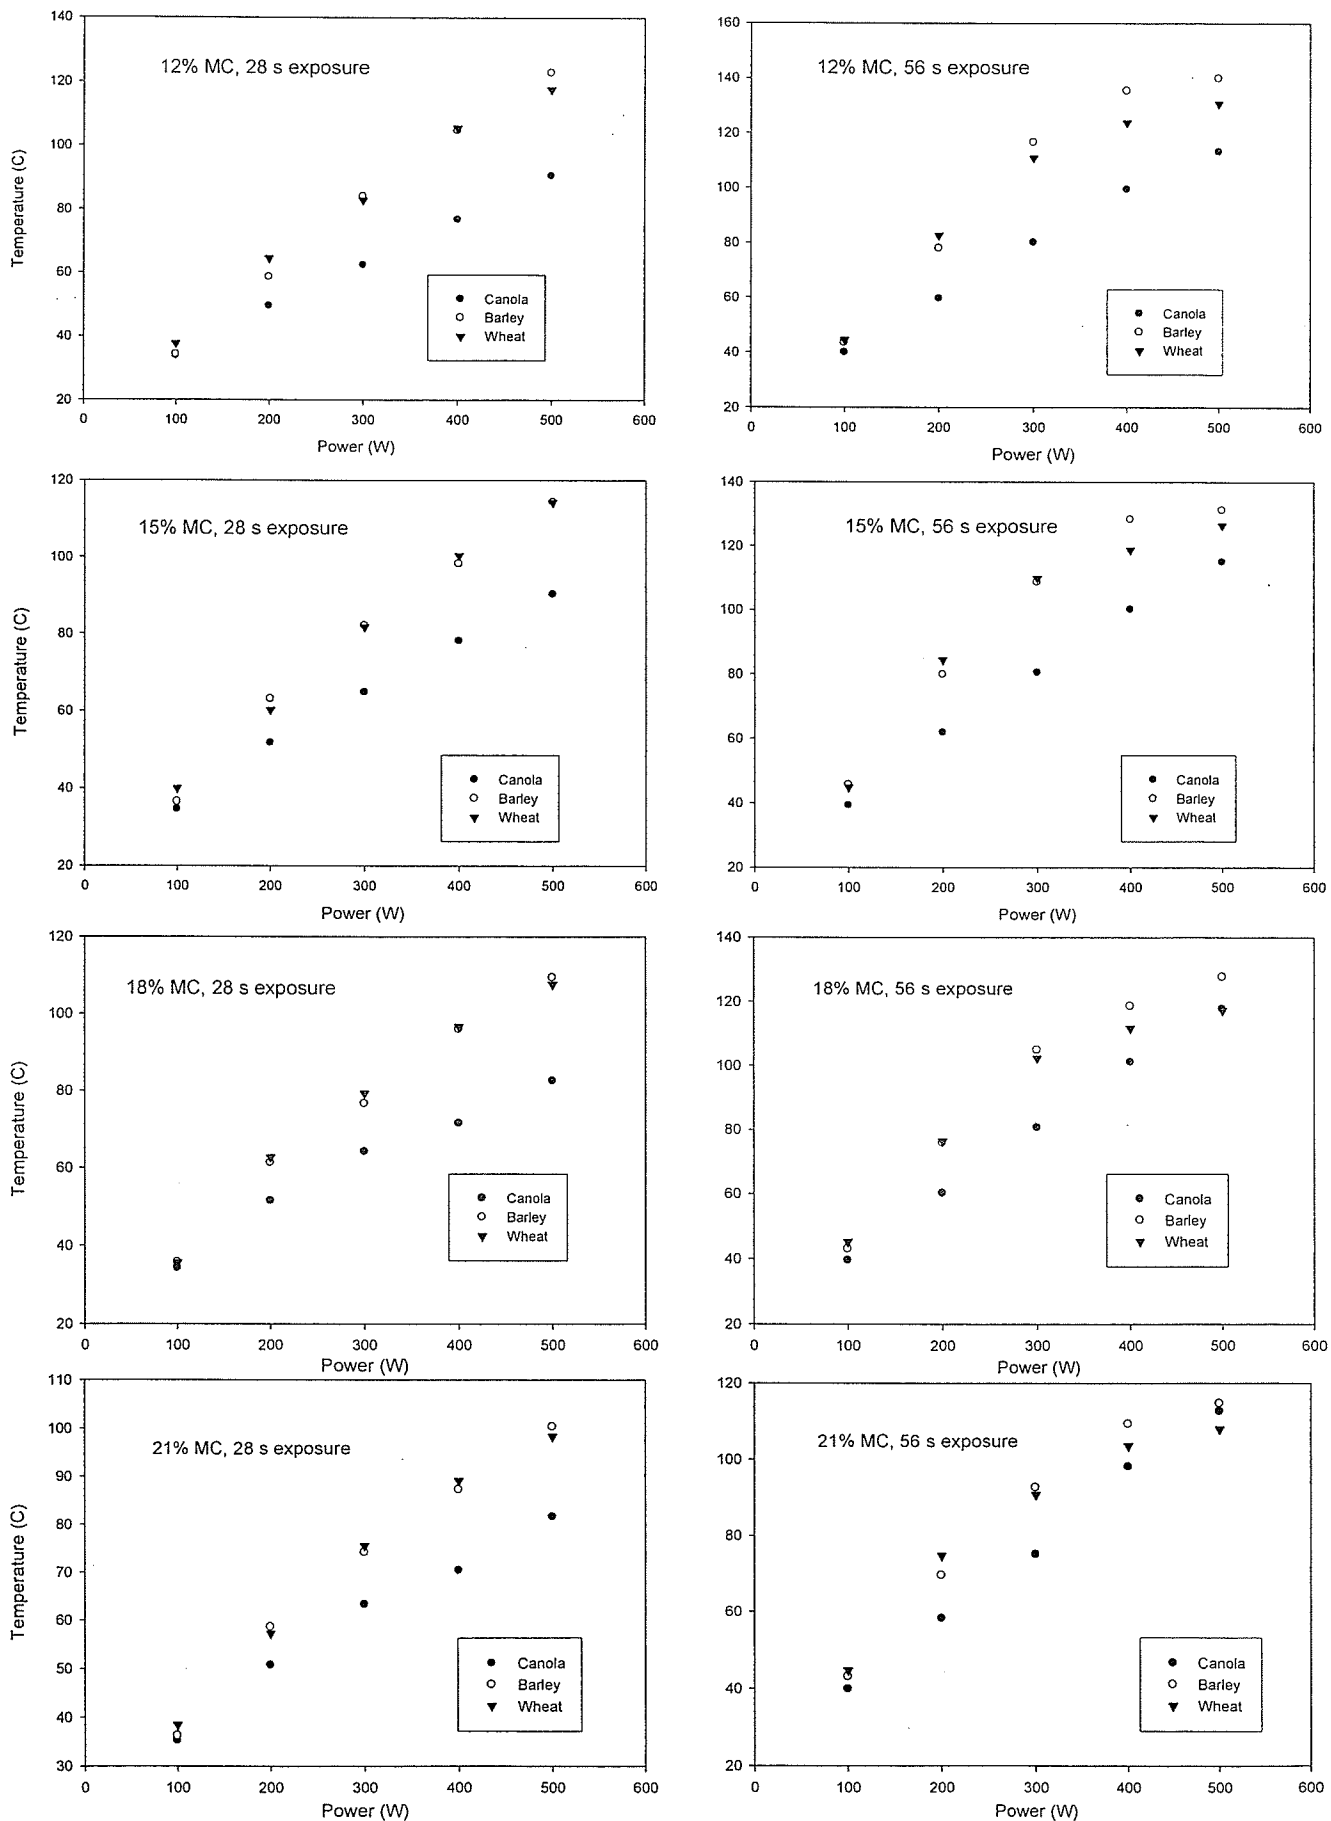 140
120
100
80
60
40
20
Temperature (C)
12% MC, 28 s exposure
Canola
Barley
Wheat
0 100 200 300 400 500 600
Power (W)
160
140
120
100
80
60
40
20
12% MC, 56 s exposure
Canola
Barley
Wheat
0 100 200 300 400 500 600
Power (W)
120
100
80
60
40
20
Temperature (C)
15% MC, 28 s exposure
Canola
Barley
Wheat
0 100 200 300 400 500 600
Power (W)
140
120
100
80
60
40
20
15% MC, 56 s exposure
Canola
Barley
Wheat
0 100 200 300 400 500 600
Power (W)
120
100
80
60
40
20
Temperature (C)
18% MC, 28 s exposure
Canola
Barley
Wheat
0 100 200 300 400 500 600
Power (W)
140
120
100
80
60
40
20
18% MC, 56 s exposure
Canola
Barley
Wheat
0 100 200 300 400 500 600
Power (W)
110
100
90
80
70
60
50
40
30
Temperature (C)
21% MC, 28 s exposure
Canola
Barley
Wheat
0 100 200 300 400 500 600
Power (W)
120
100
80
60
40
20
21% MC, 56 s exposure
Canola
Barley
Wheat
0 100 200 300 400 500 600
Power (W)